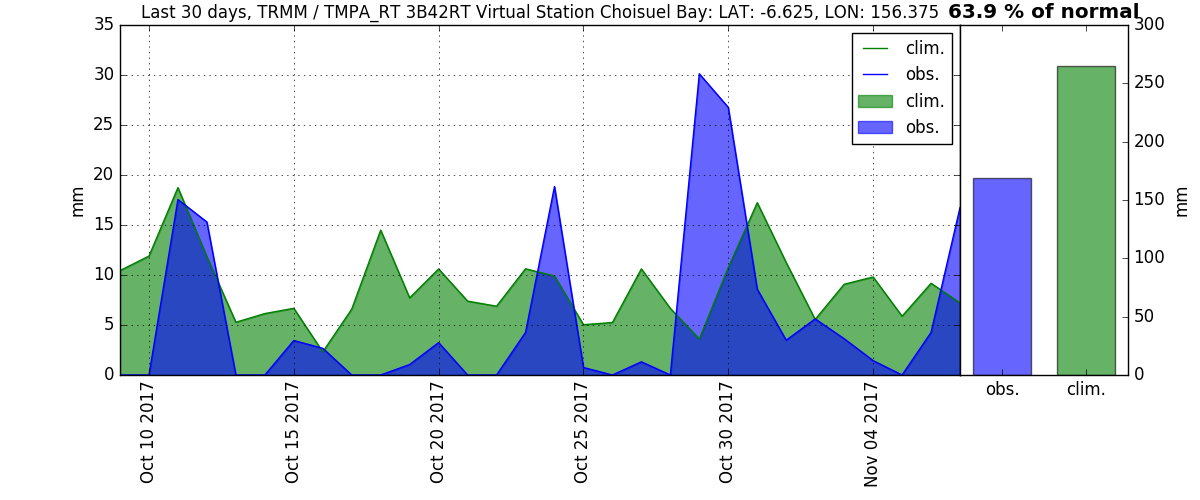 Last 30 days, TRMM / TMPA_RT 3B42RT Virtual Station Choisuel Bay: LAT: -6.625, LON: 156.375 63.9 % of normal
35
30
25
20
15
10
5
0
mm
clim.
obs.
clim.
obs.
Oct 10 2017
Oct 15 2017
Oct 20 2017
Oct 25 2017
Oct 30 2017
Nov 04 2017
300
250
200
150
100
50
0
mm
obs.
clim.